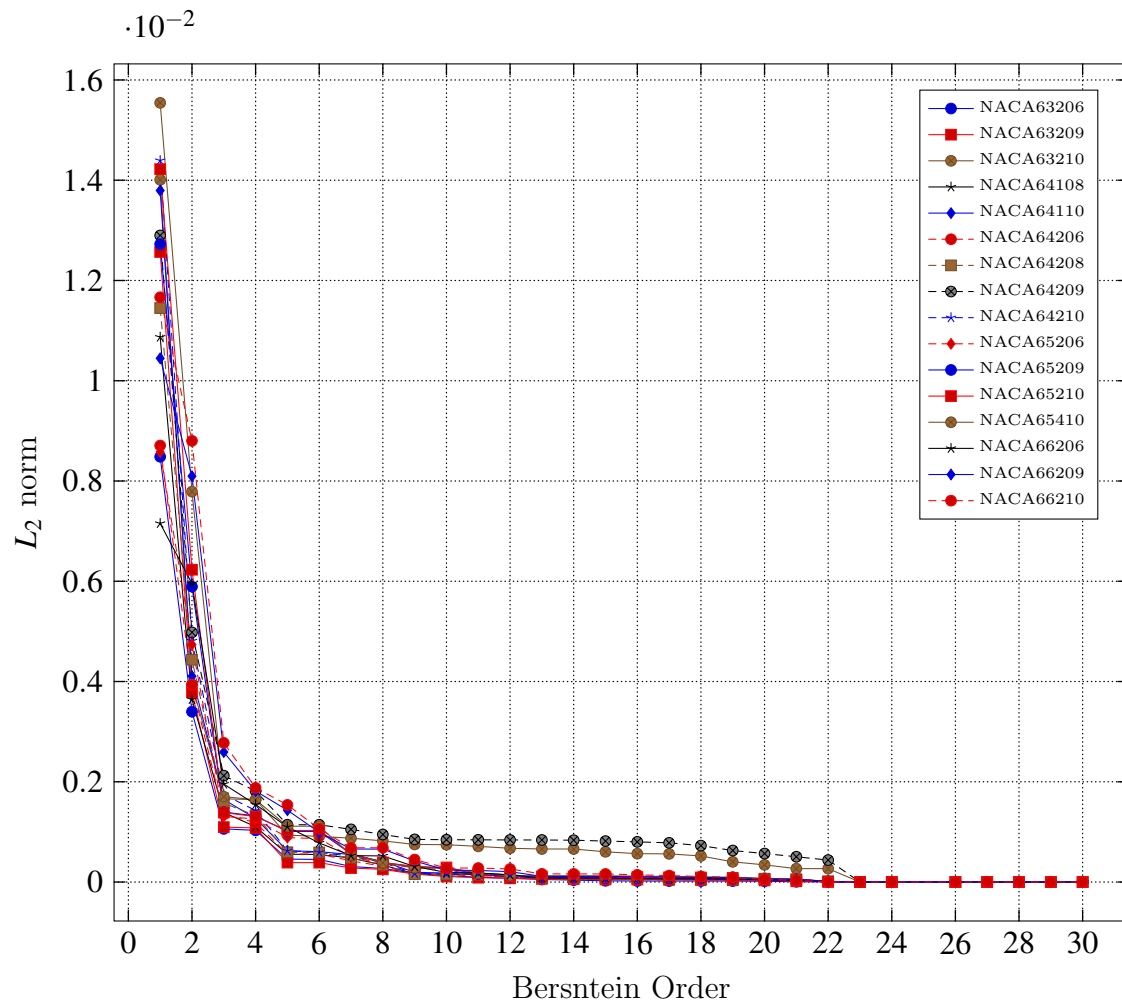 ·10−2
1.6
1.4
1.2
1
0.8
0.6
0.4
0.2
0
L2 norm
NACA63206
NACA63209
NACA63210
NACA64108
NACA64110
NACA64206
NACA64208
NACA64209
NACA64210
NACA65206
NACA65209
NACA65210
NACA65410
NACA66206
NACA66209
NACA66210
0 2 4 6 8 10 12 14 16 18 20 22 24 26 28 30
Bersntein Order